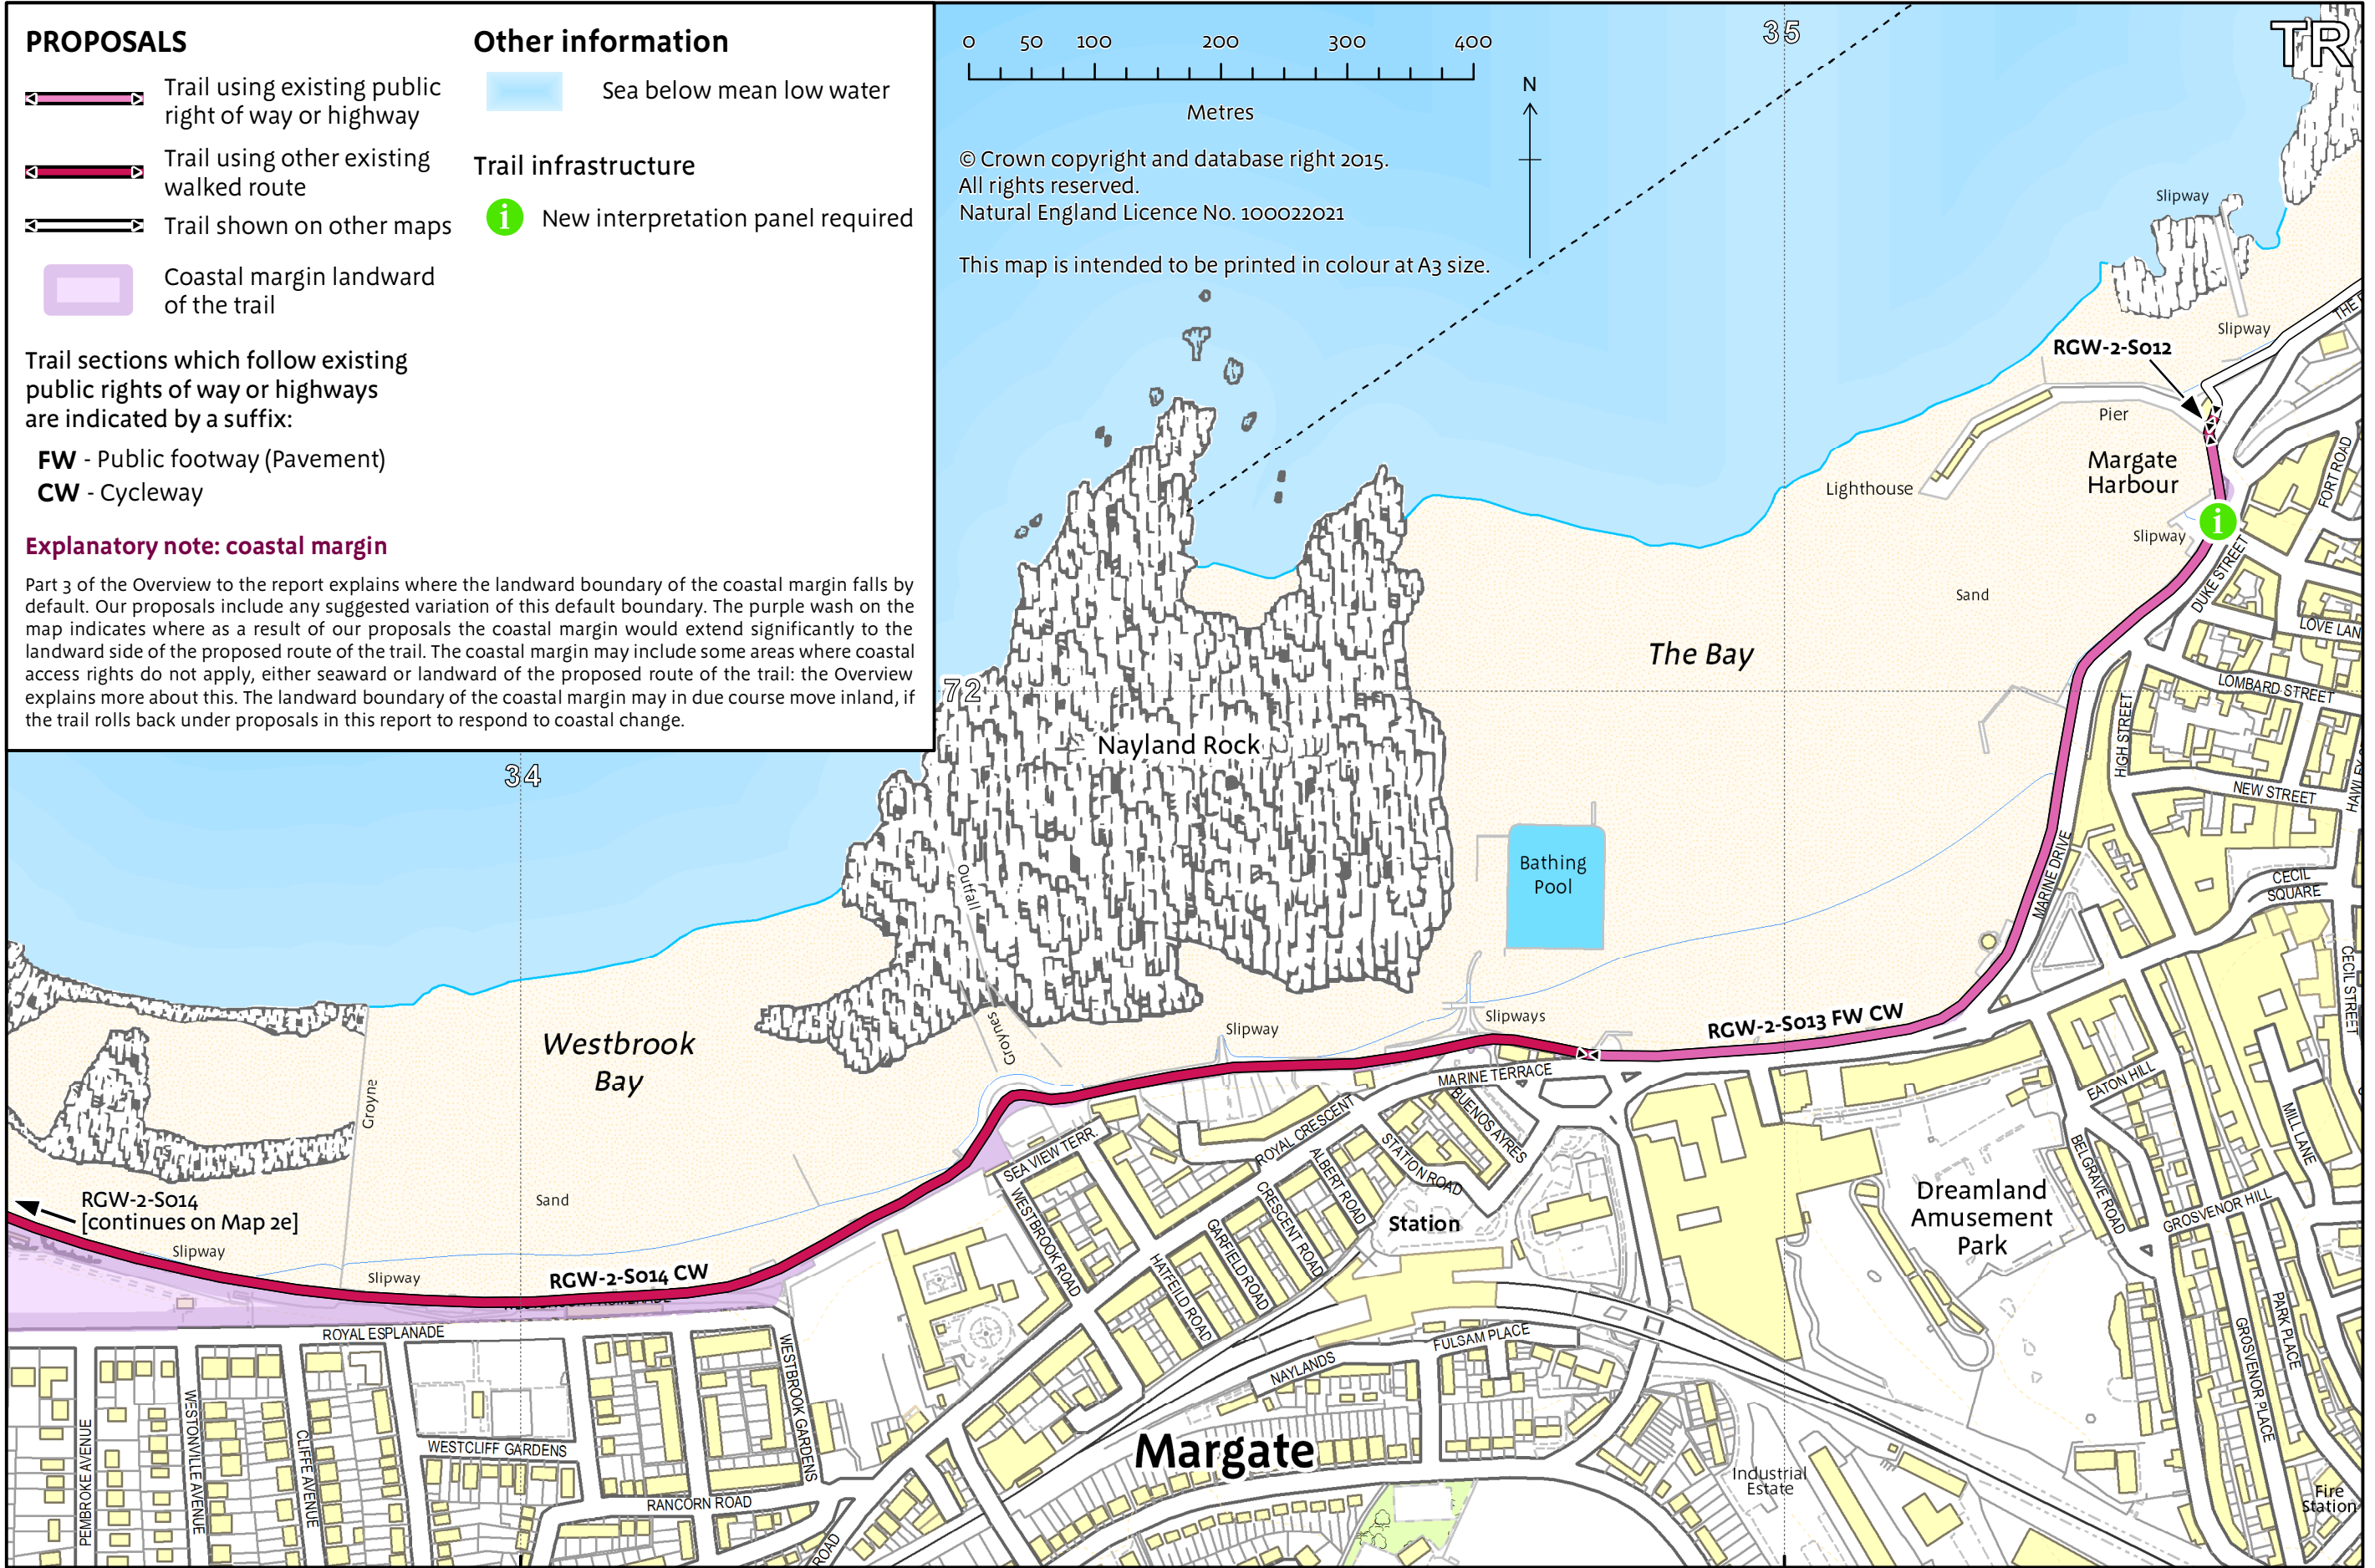 PROPOSALS
Trail using existing public
right of way or highway
Trail using other existing
walked route
Trail shown on other maps
Coastal margin landward
of the trail
Trail sections which follow existing
public rights of way or highways
are indicated by a suffix:
FW - Public footway (Pavement)
CW - Cycleway
Other information
Sea below mean low water
Trail infrastructure
i New interpretation panel required
Explanatory note: coastal margin
Part 3 of the Overview to the report explains where the landward boundary of the coastal margin falls by
default. Our proposals include any suggested variation of this default boundary. The purple wash on the
map indicates where as a result of our proposals the coastal margin would extend significantly to the
landward side of the proposed route of the trail. The coastal margin may include some areas where coastal
access rights do not apply, either seaward or landward of the proposed route of the trail: the Overview
explains more about this. The landward boundary of the coastal margin may in due course move inland, if
the trail rolls back under proposals in this report to respond to coastal change.
0 50 100 200 300 400
Metres
N
© Crown copyright and database right 2015.
All rights reserved.
Natural England Licence No. 100022021
This map is intended to be printed in colour at A3 size.
35
TR
Slipway
Slipway
THE
RGW-2-S012
Pier
Margate
Harbour
Lighthouse
FORT ROAD
i
Slipway
DUKE STREET
Sand
LOVE LAN
The Bay
72
LOMBARD STREET
HIGH STREET
Nayland Rock
34
NEW STREET
HAWLEY
Bathing
Pool
MARINE DRIVE
CECIL
SQUARE
Outfall
CECIL STREET
Groynes
Slipway
Slipways
RGW-2-S013 FW CW
Westbrook
Bay
Groyne
MARINE TERRACE
EATON HILL
BUENOS AYRES
ROYAL CRESCENT
SEA VIEW TERR.
STATION ROAD
ALBERT ROAD
MILL LANE
BELGRAVE ROAD
RGW-2-S014
[continues on Map 2e]
Sand
WESTBROOK ROAD
CRESCENT ROAD
Station
Dreamland
Amusement
Park
GROSVENOR HILL
GARFIELD ROAD
HATFEILD ROAD
Slipway
Slipway
RGW-2-S014 CW
ROYAL ESPLANADE
PARK PLACE
GROSVENOR PLACE
FULSAM PLACE
NAYLANDS
WESTBROOK GARDENS
PEMBROKE AVENUE
WESTONVILLE AVENUE
CLIFFE AVENUE
WESTCLIFF GARDENS
Margate
Industrial
Estate
RANCORN ROAD
ROAD
Fire
Station